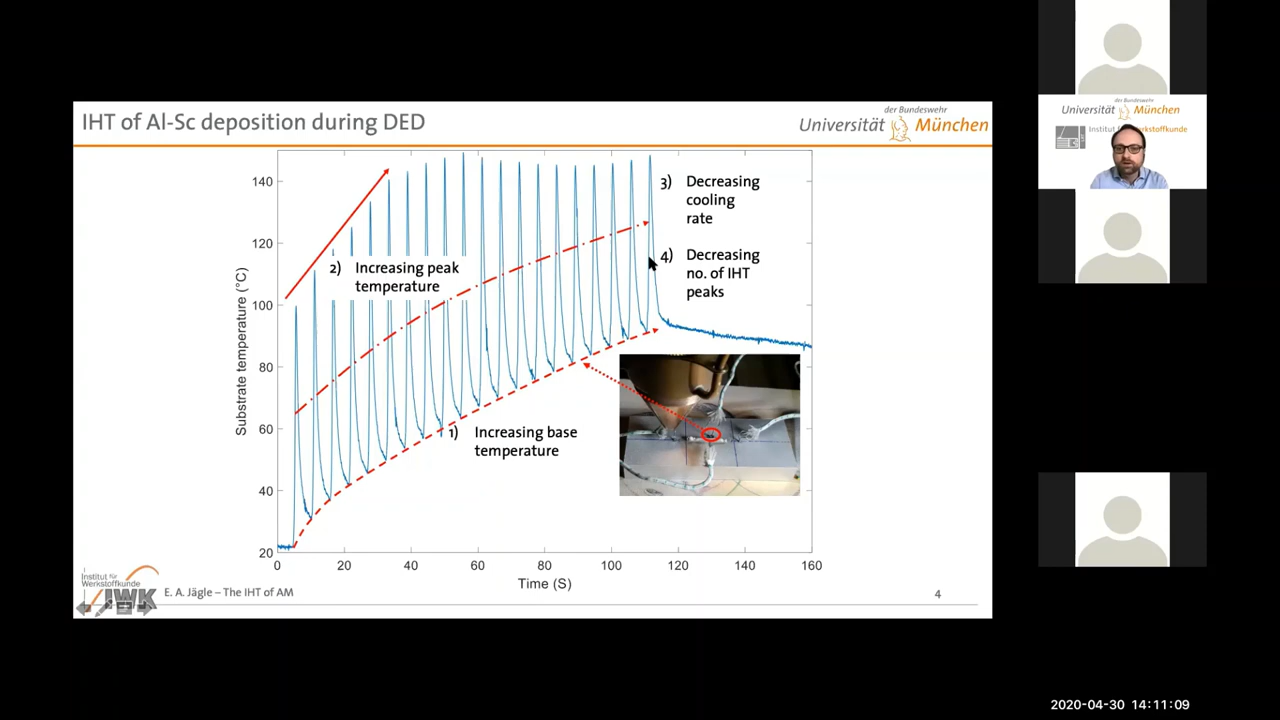 IHT of Al-Sc deposition during DED
der Bundeswehr
Universität München
140
120
100
80
60
40
20
0
20
40
60
80
100
120
140
160
Substrate temperature (°C)
Time (S)
2) Increasing peak
temperature
3) Decreasing
cooling
rate
4) Decreasing
no. of IHT
peaks
1) Increasing base
temperature
Institut für
Werkstoffkunde
IWK
E. A. Jägle – The IHT of AM
4
der Bundeswehr
Universität München
2020-04-30 14:11:09